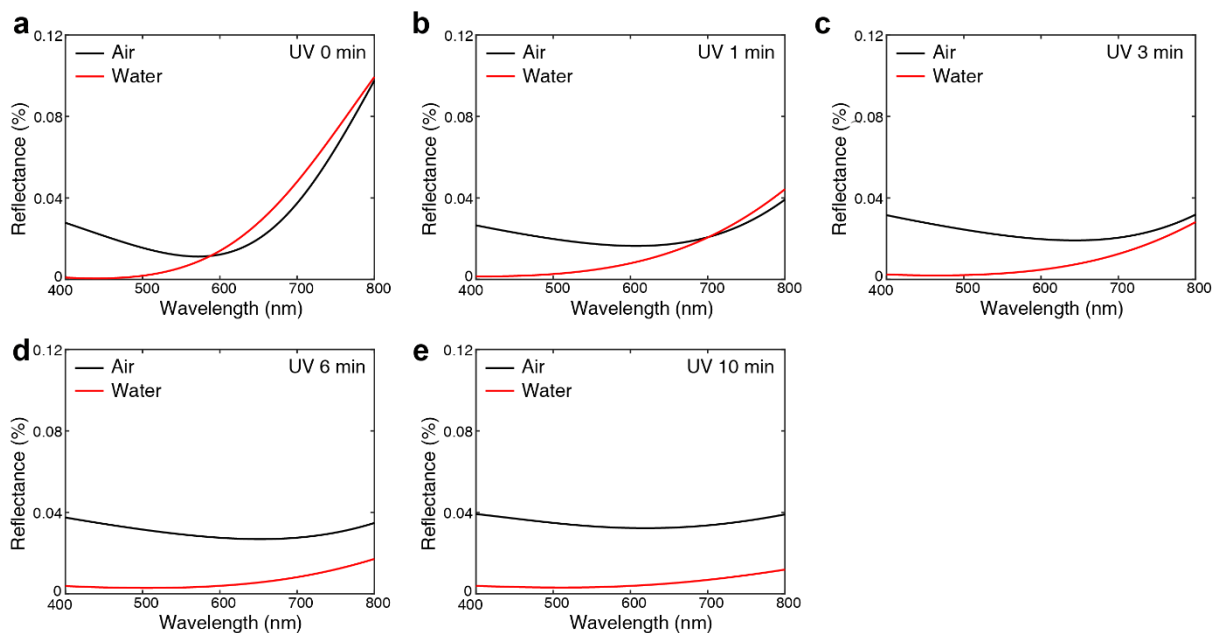 a
Air
Water
UV 0 min
0.12
0.08
0.04
0
Reflectance (%)
400 500 600 700 800
Wavelength (nm)
b
Air
Water
UV 1 min
0.12
0.08
0.04
0
Reflectance (%)
400 500 600 700 800
Wavelength (nm)
c
Air
Water
UV 3 min
0.12
0.08
0.04
0
Reflectance (%)
400 500 600 700 800
Wavelength (nm)
d
Air
Water
UV 6 min
0.12
0.08
0.04
0
Reflectance (%)
400 500 600 700 800
Wavelength (nm)
e
Air
Water
UV 10 min
0.12
0.08
0.04
0
Reflectance (%)
400 500 600 700 800
Wavelength (nm)